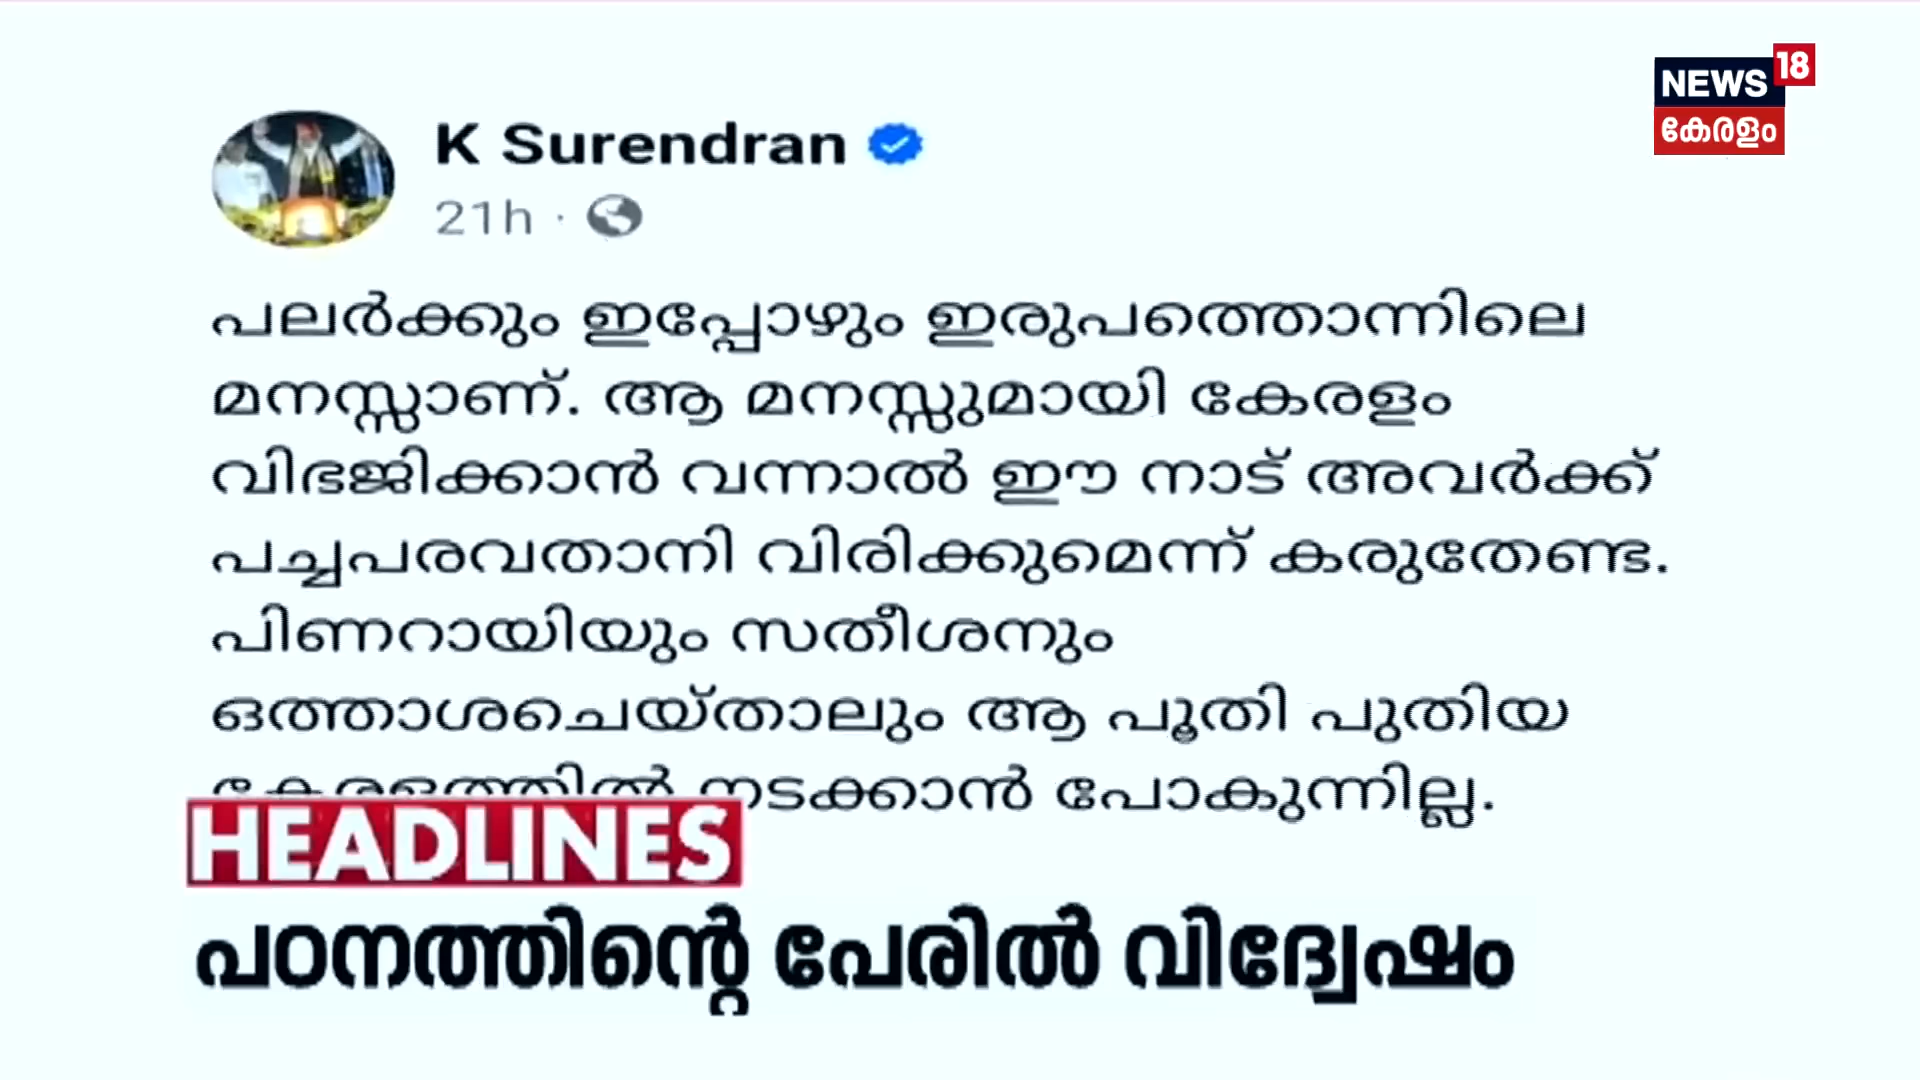 NEWS 18
കേരളം
K Surendran
21h ·
പലർക്കും ഇപ്പോഴും ഇരുപത്തൊന്നിലെ
മനസ്സാണ്. ആ മനസ്സുമായി കേരളം
വിഭജിക്കാൻ വന്നാൽ ഈ നാട് അവർക്ക്
പച്ചപരവതാനി വിരിക്കുമെന്ന് കരുതേണ്ട.
പിണറായിയും സതീശനും
ഒത്താശചെയ്താലും ആ പൂതി പുതിയ
കേരളത്തിൽ നടക്കാൻ പോകുന്നില്ല.
HEADLINES
പഠനത്തിന്റെ പേരിൽ വിദ്വേഷം